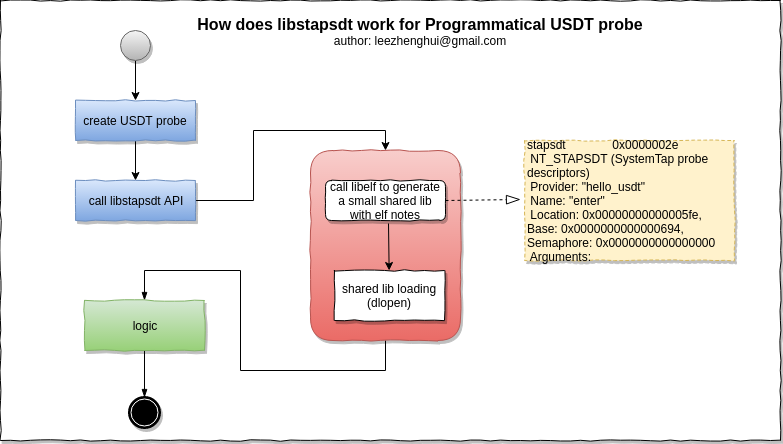 How does libstapsdt work for Programmatical USDT probe
author: leezhenghui@gmail.com
create USDT probe
call libstapsdt API
call libelf to generate
a small shared lib
with elf notes
shared lib loading
(dlopen)
stapsdt 0x0000002e
NT_STAPSDT (SystemTap probe
descriptors)
Provider: "hello_usdt"
Name: "enter"
Location: 0x00000000000005fe,
Base: 0x0000000000000694,
Semaphore: 0x0000000000000000
Arguments:
logic